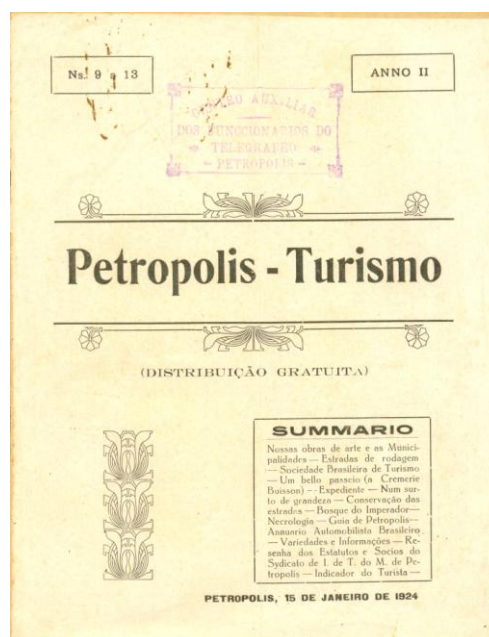 Ns. 9 a 13
ANNO II
CENTRO AUXILIAR
DOS FUNCCIONARIOS DO
TELEGRAPHO
- PETROPOLIS -
Petropolis - Turismo
(DISTRIBUIÇÃO GRATUITA)
SUMMARIO
Nossas obras de arte e as Munici-
palidades — Estradas de rodagem
— Sociedade Brasileira de Turismo
— Um bello passeio (a Cremerie
Buisson) — Expediente — Num sur-
to de grandeza — Conservação das
estradas — Bosque do Imperador—
Necrologia — Guia de Petropolis—
Annuario Automobilista Brasileiro
— Variedades e Informações — Re-
senha dos Estatutos e Socios do
Sydicato de I. de T. do M. de Pe-
tropolis — Indicador do Turista —
PETROPOLIS, 15 DE JANEIRO DE 1924